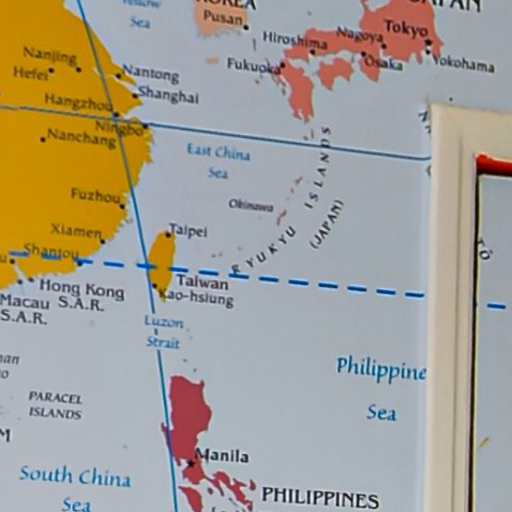 Yellow
Sea
KOREA
Pusan
JAPAN
Tokyo
Nagoya
Hiroshima
Yokohama
Osaka
Fukuoka
Nanjing
Hefei
Nantong
Shanghai
Hangzhou
Ningbo
Nanchang
East China
Sea
Fuzhou
Okinawa
RYUKYU ISLANDS
(JAPAN)
Xiamen
Taipei
Shantou
Taiwan
Kao-hsiung
Hong Kong
S.A.R.
Macau
S.A.R.
Luzon
Strait
Philippine
Sea
PARACEL
ISLANDS
Manila
South China
Sea
PHILIPPINES